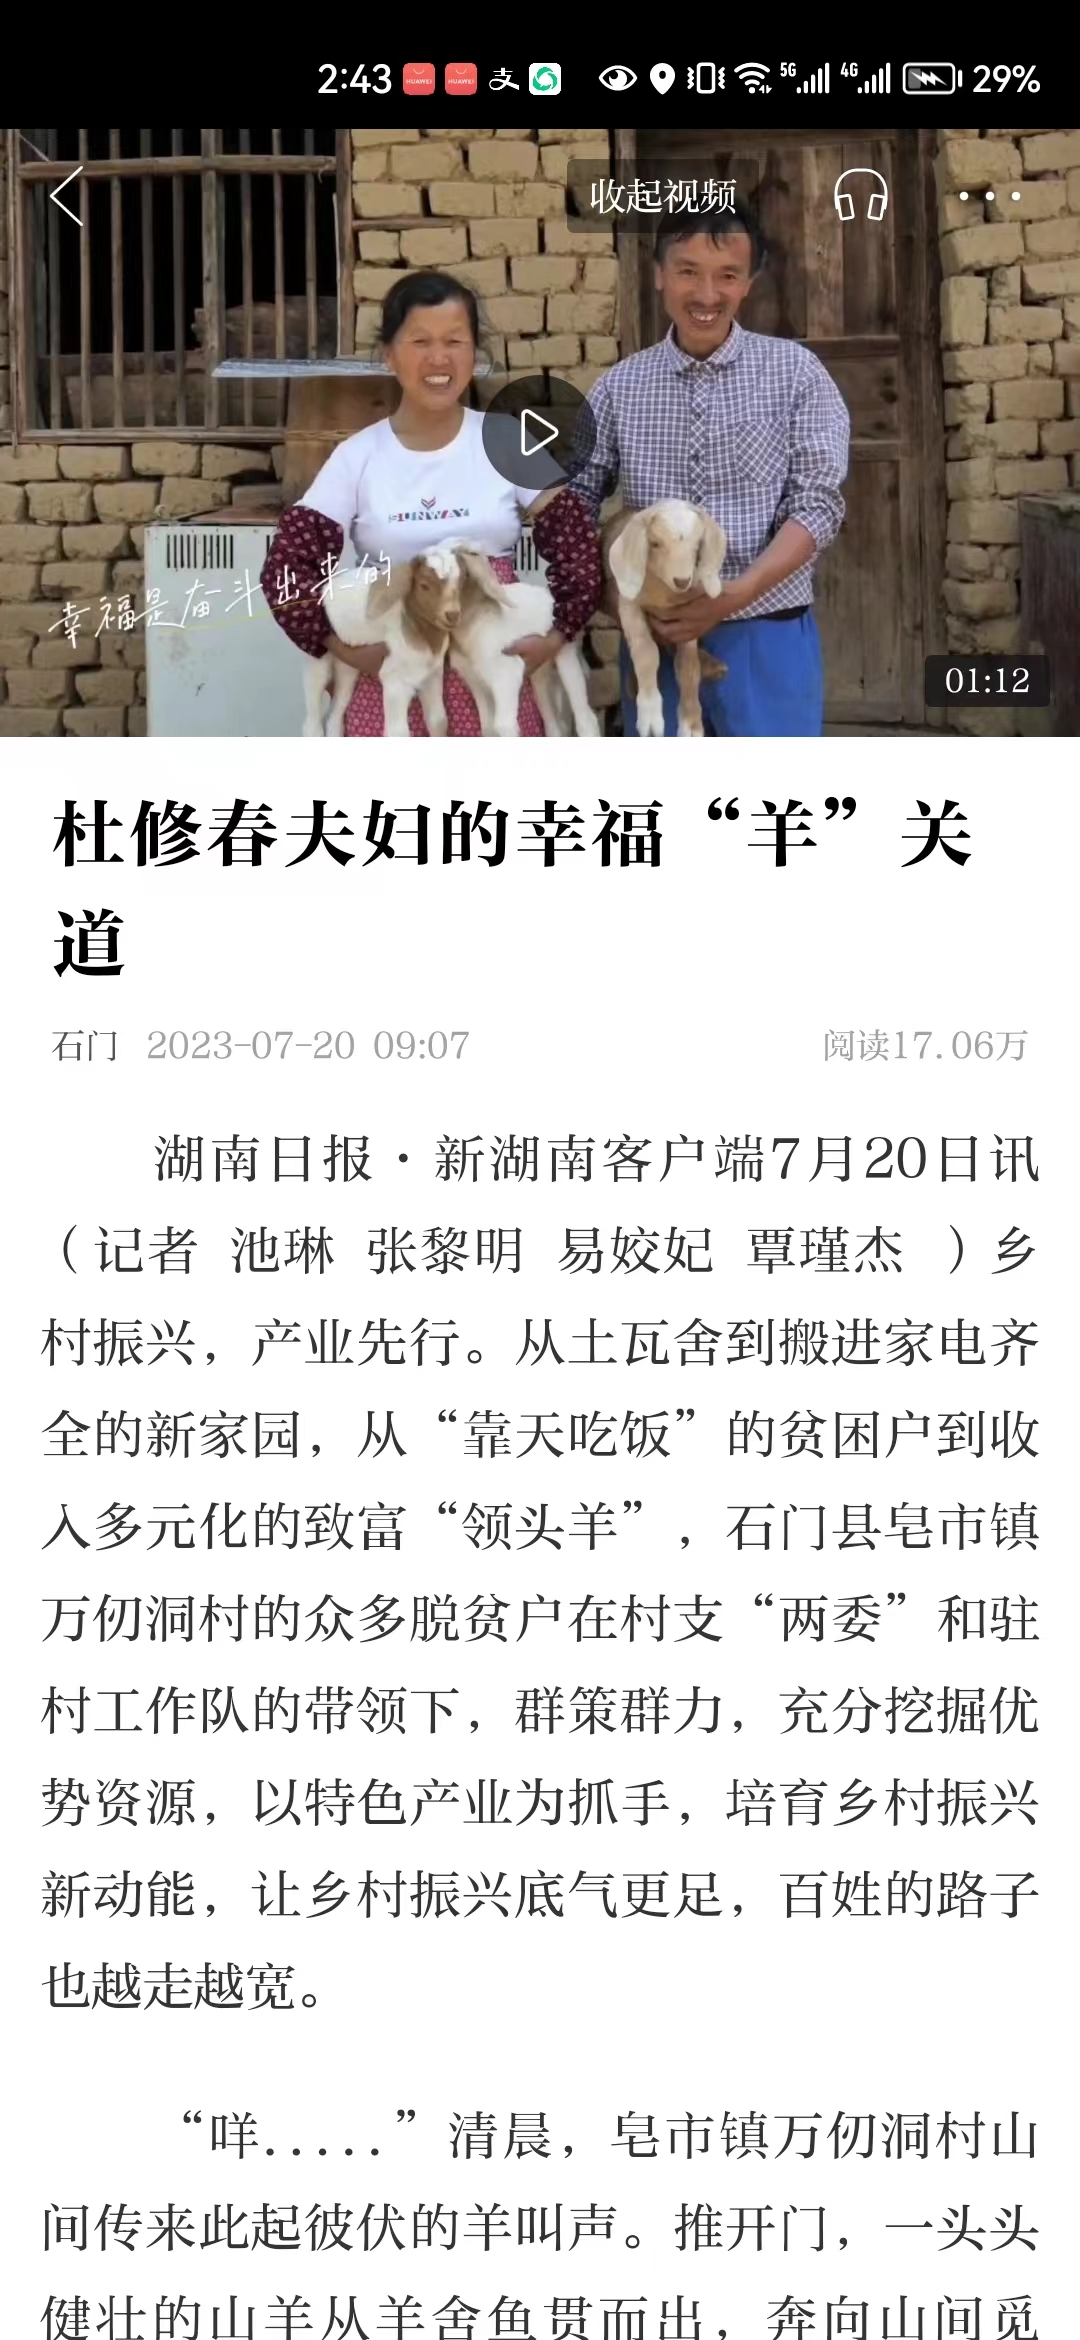 2:43
HUAWEI
HUAWEI
支
5G
4G
29%
收起视频
SUNWAY
幸福是奋斗出来的
01:12
杜修春夫妇的幸福“羊”关
道
石门 2023-07-20 09:07
阅读17.06万
湖南日报·新湖南客户端7月20日讯
（记者 池琳 张黎明 易姣妃 覃瑾杰 ）乡
村振兴，产业先行。从土瓦舍到搬进家电齐
全的新家园，从“靠天吃饭”的贫困户到收
入多元化的致富“领头羊”，石门县皂市镇
万仞洞村的众多脱贫户在村支“两委”和驻
村工作队的带领下，群策群力，充分挖掘优
势资源，以特色产业为抓手，培育乡村振兴
新动能，让乡村振兴底气更足，百姓的路子
也越走越宽。
“咩.....”清晨，皂市镇万仞洞村山
间传来此起彼伏的羊叫声。推开门，一头头
健壮的山羊从羊舍鱼贯而出，奔向山间觅